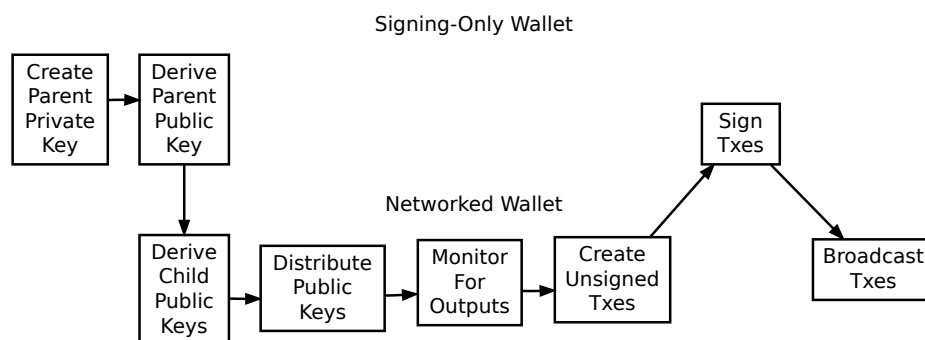 Signing-Only Wallet
Create
Parent
Private
Key
Derive
Parent
Public
Key
Sign
Txes
Networked Wallet
Derive
Child
Public
Keys
Distribute
Public
Keys
Monitor
For
Outputs
Create
Unsigned
Txes
Broadcast
Txes